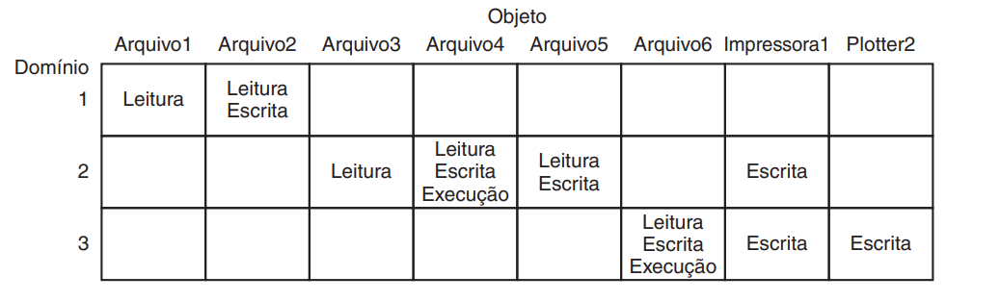 Objeto
Arquivo1 Arquivo2 Arquivo3 Arquivo4 Arquivo5 Arquivo6 Impressora1 Plotter2
Domínio
1 Leitura Leitura
Escrita
2 Leitura Leitura
Escrita
Execução Leitura
Escrita Escrita
3 Leitura
Escrita
Execução Escrita Escrita